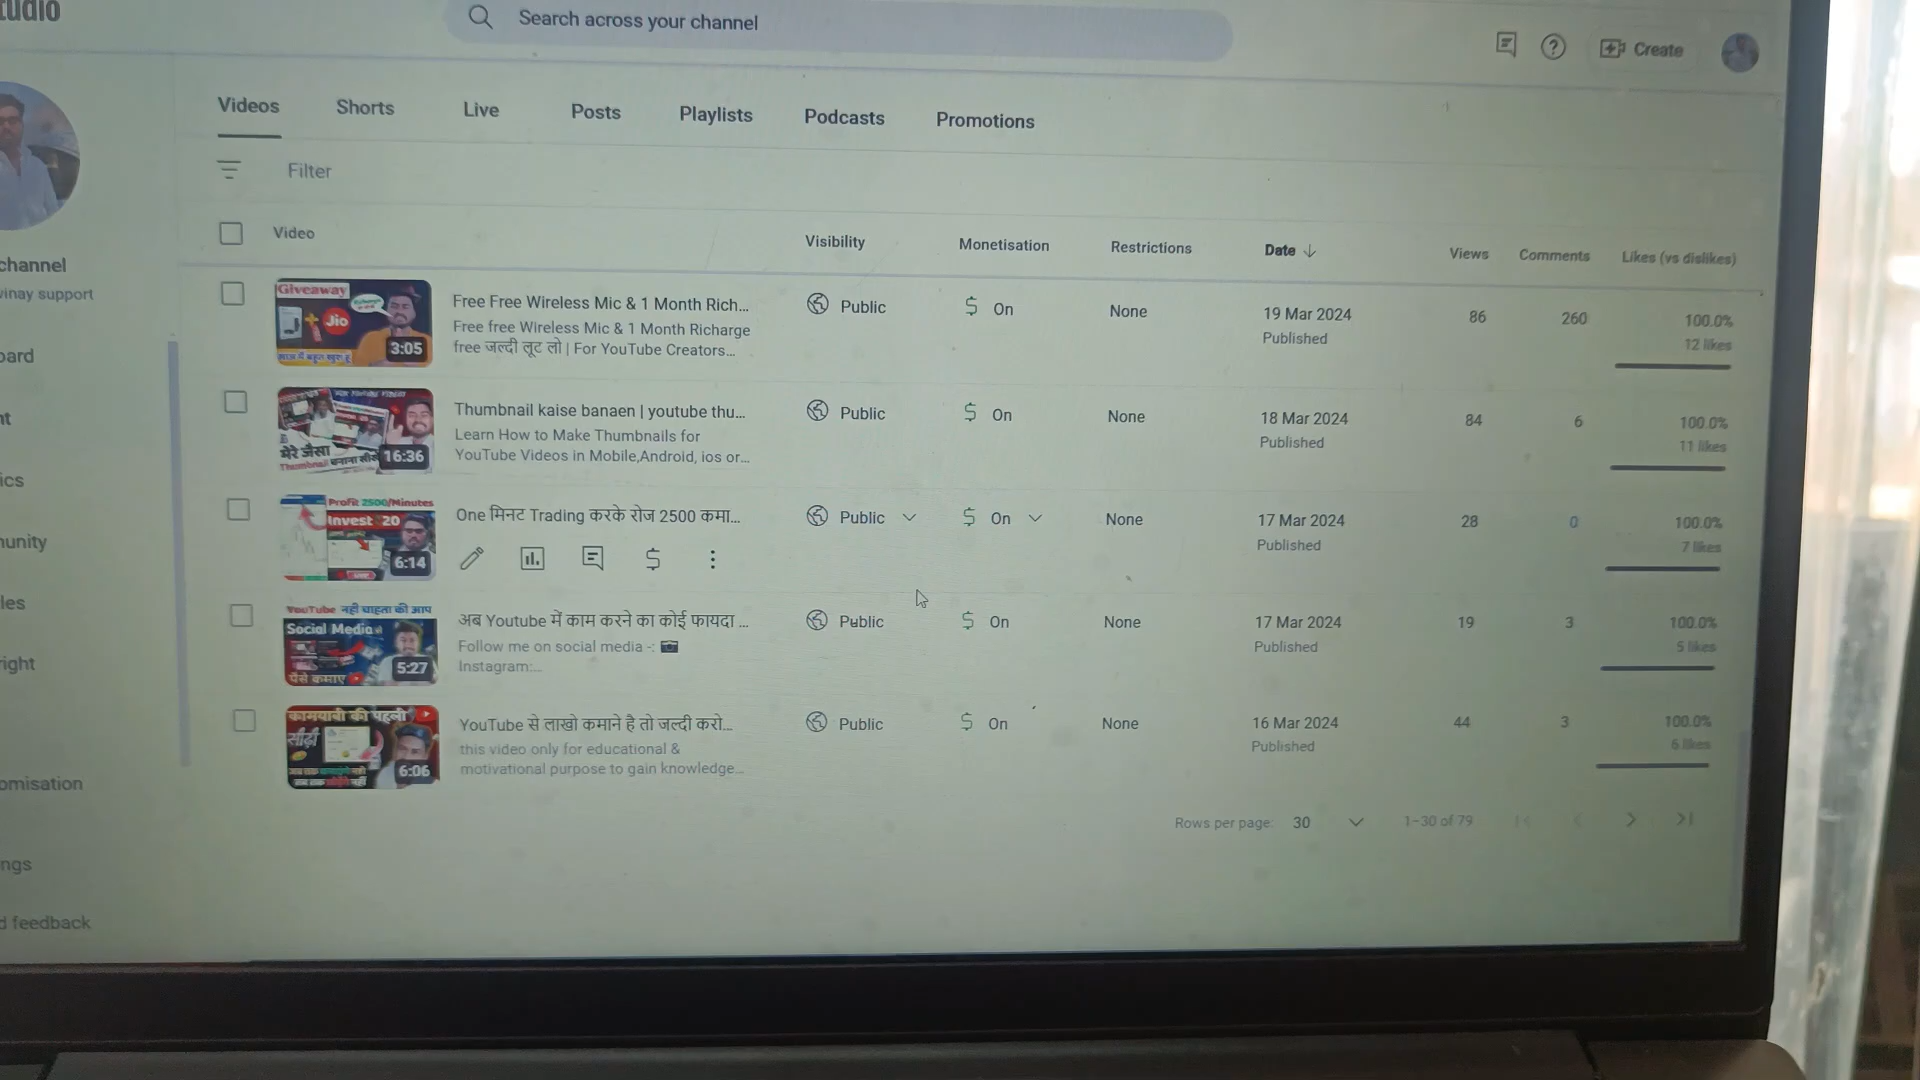 tudio
Search across your channel
Create
Videos Shorts Live Posts Playlists Podcasts Promotions
Filter
channel
vinay support
Video Visibility Monetisation Restrictions Date Views Comments Likes (vs dislikes)
Giveaway
Jio
3:05
Free Free Wireless Mic & 1 Month Rich...
Free free Wireless Mic & 1 Month Richarge
free जल्दी लूट लो | For YouTube Creators...
Public
On
None
19 Mar 2024
Published
86
260
100.0%
12 likes
oard
मेरे जैसा
Thumbnail बनाना सीखे
16:36
Thumbnail kaise banaen | youtube thu...
Learn How to Make Thumbnails for
YouTube Videos in Mobile,Android, ios or...
Public
On
None
18 Mar 2024
Published
84
6
100.0%
11 likes
nt
ics
Profit 2500/Minutes
Invest 20
6:14
One मिनट Trading करके रोज 2500 कमा...
Public
On
None
17 Mar 2024
Published
28
0
100.0%
7 likes
nunity
les
YouTube नही चाहता की आप
Social Media से
पैसे कमाए
5:27
अब Youtube में काम करने का कोई फायदा ...
Follow me on social media -:
Instagram:...
Public
On
None
17 Mar 2024
Published
19
3
100.0%
5 likes
right
कामयाबी की पहली
सीढ़ी
6:06
YouTube से लाखो कमाने है तो जल्दी करो...
this video only for educational &
motivational purpose to gain knowledge...
Public
On
None
16 Mar 2024
Published
44
3
100.0%
6 likes
omisation
Rows per page: 30 1–30 of 79
ngs
d feedback